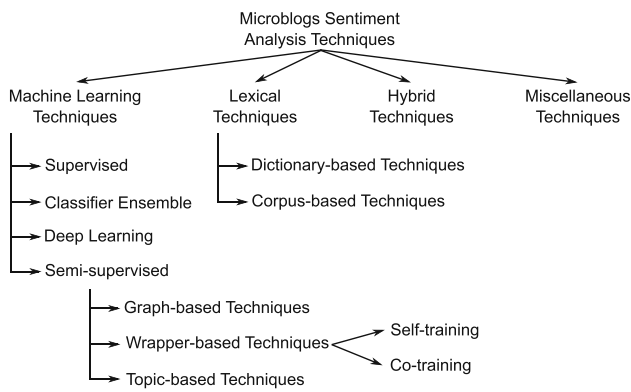 Microblogs Sentiment
Analysis Techniques
Machine Learning
Techniques
Lexical
Techniques
Hybrid
Techniques
Miscellaneous
Techniques
Supervised
Classifier Ensemble
Deep Learning
Semi-supervised
Dictionary-based Techniques
Corpus-based Techniques
Graph-based Techniques
Wrapper-based Techniques
Topic-based Techniques
Self-training
Co-training